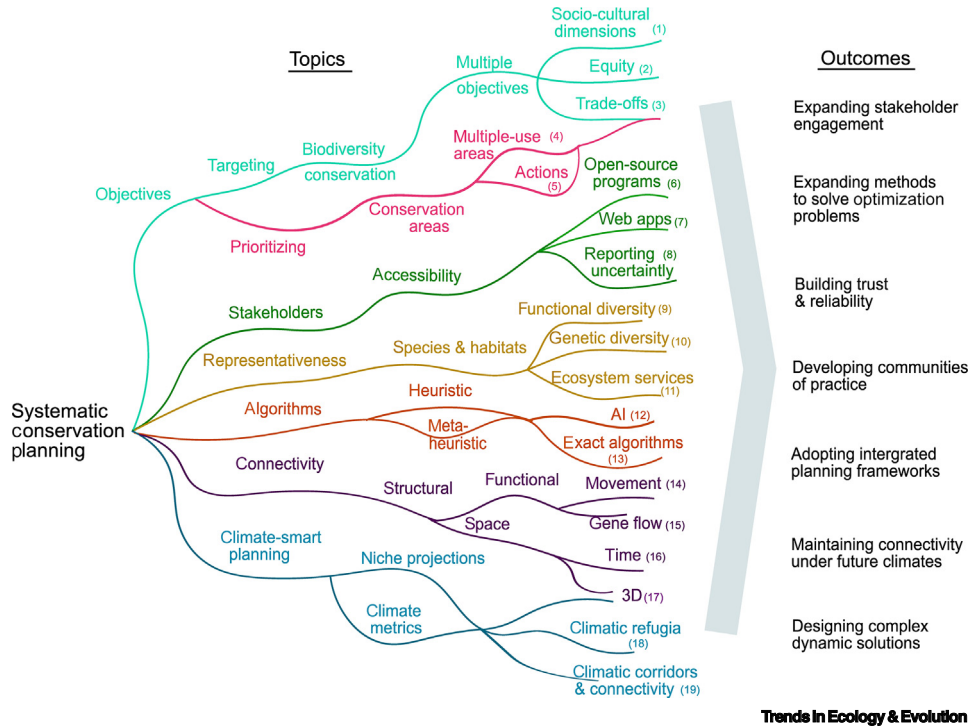 Topics
Outcomes
Systematic
conservation
planning
Objectives
Targeting
Biodiversity
conservation
Multiple
objectives
Socio-cultural
dimensions (1)
Equity (2)
Trade-offs (3)
Prioritizing
Conservation
areas
Multiple-use (4)
areas
Actions
(5)
Stakeholders
Accessibility
Open-source
programs (6)
Web apps (7)
Reporting (8)
uncertaintly
Representativeness
Species & habitats
Functional diversity (9)
Genetic diversity (10)
Ecosystem services
(11)
Algorithms
Heuristic
Meta-
heuristic
AI (12)
Exact algorithms
(13)
Connectivity
Structural
Functional
Movement (14)
Gene flow (15)
Space
Time (16)
3D (17)
Climate-smart
planning
Niche projections
Climate
metrics
Climatic refugia
(18)
Climatic corridors
& connectivity (19)
Expanding stakeholder
engagement
Expanding methods
to solve optimization
problems
Building trust
& reliability
Developing communities
of practice
Adopting intergrated
planning frameworks
Maintaining connectivity
under future climates
Designing complex
dynamic solutions
Trends in Ecology & Evolution